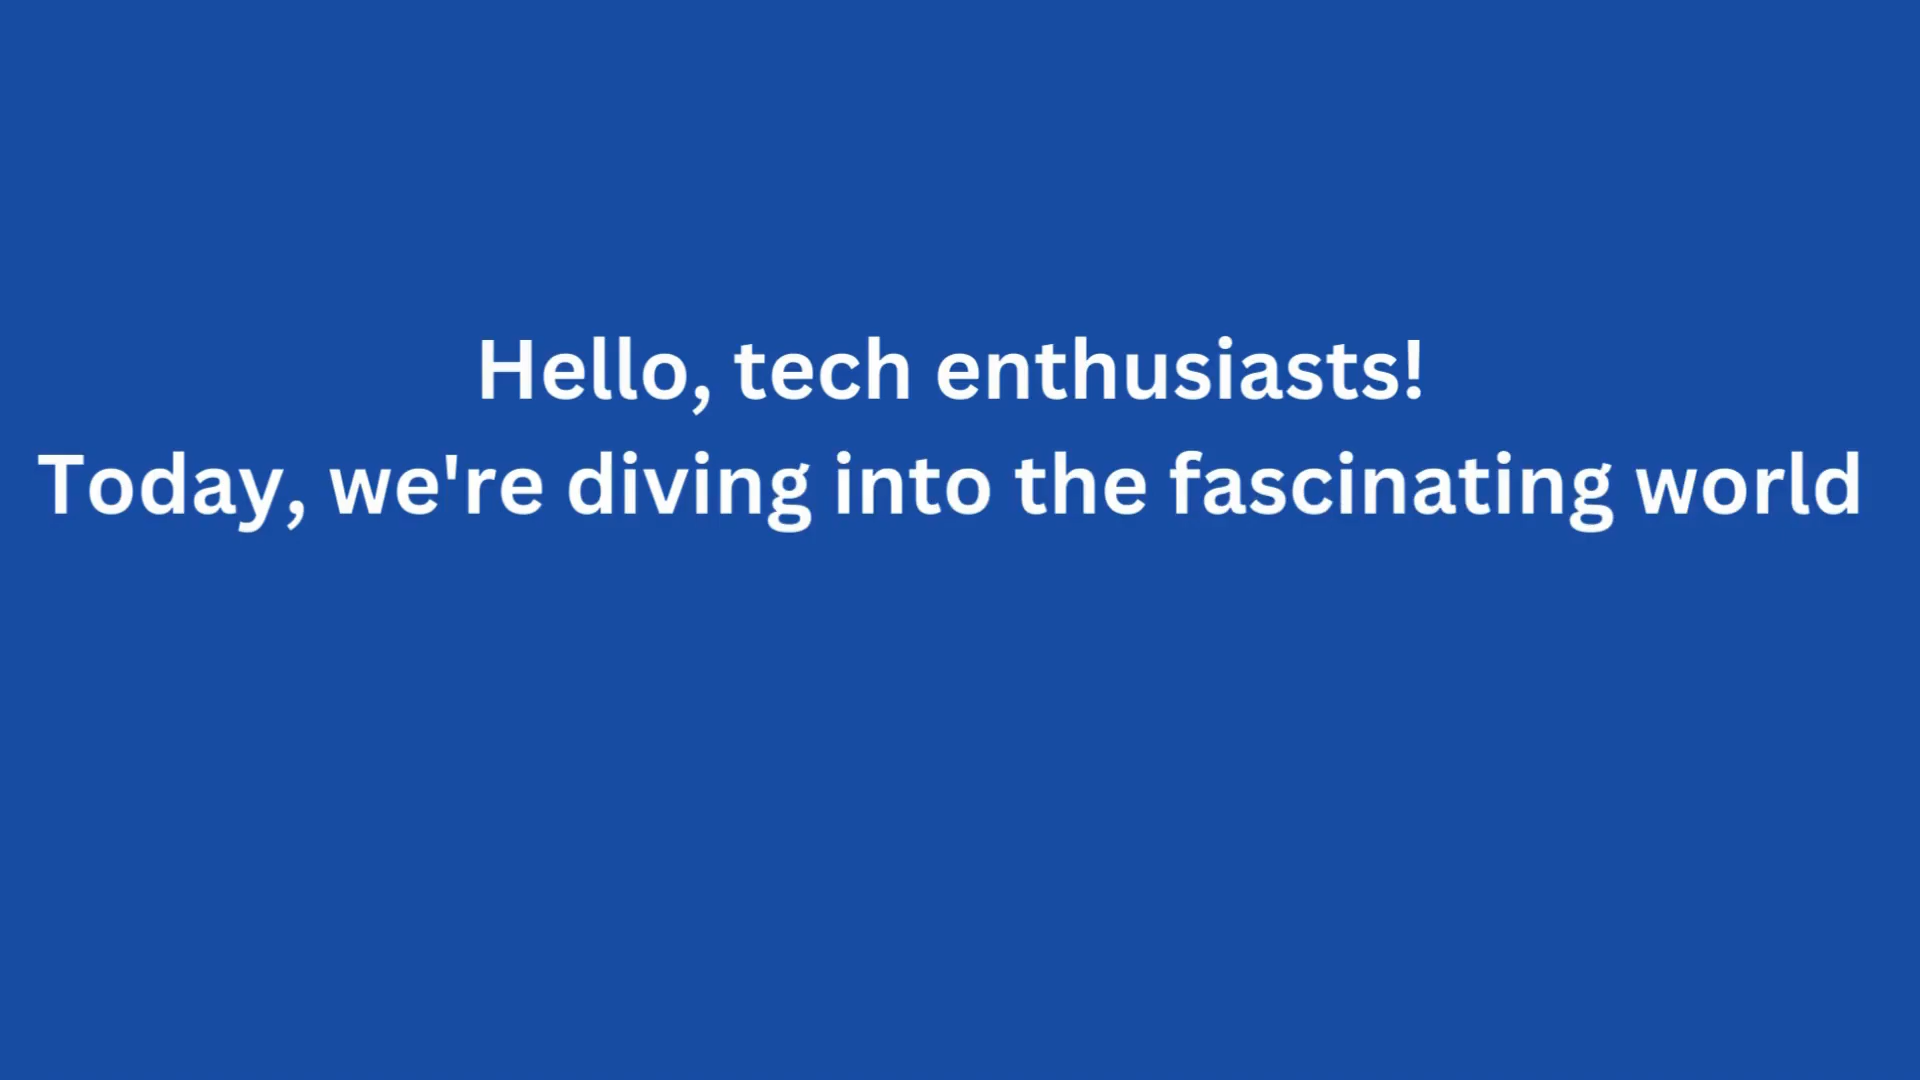 Hello, tech enthusiasts!
Today, we're diving into the fascinating world